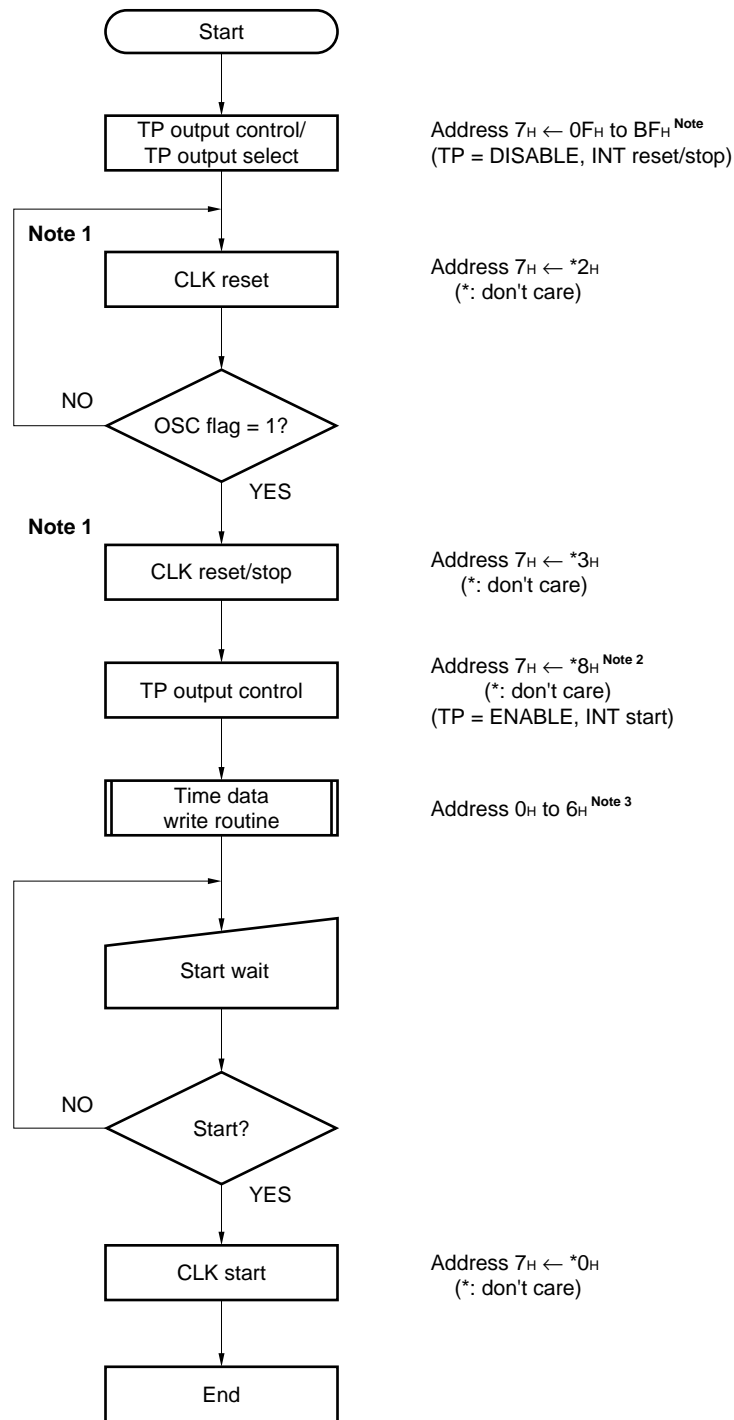 Start
TP output control/
TP output select
Address 7H ← 0FH to BFH Note
(TP = DISABLE, INT reset/stop)
Note 1
CLK reset
Address 7H ← *2H
(*: don't care)
NO
OSC flag = 1?
YES
Note 1
CLK reset/stop
Address 7H ← *3H
(*: don't care)
TP output control
Address 7H ← *8H Note 2
(*: don't care)
(TP = ENABLE, INT start)
Time data
write routine
Address 0H to 6H Note 3
Start wait
NO
Start?
YES
CLK start
Address 7H ← *0H
(*: don't care)
End